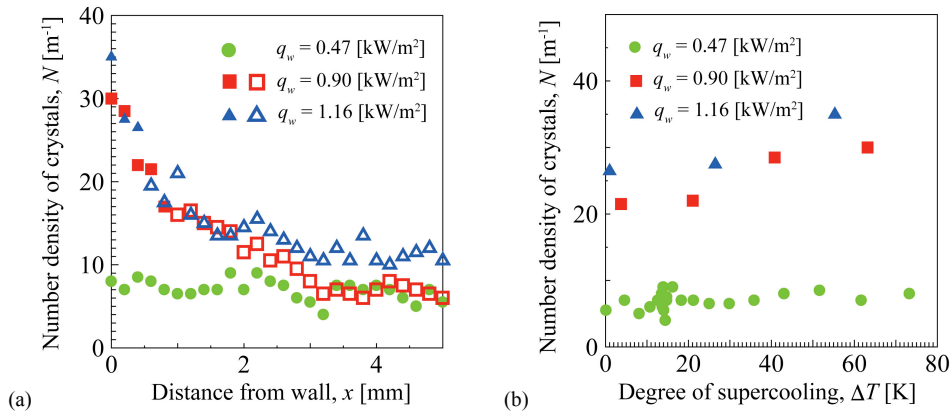 (a)
Number density of crystals, N [m⁻¹]
40
30
20
10
0
q_w = 0.47 [kW/m²]
q_w = 0.90 [kW/m²]
q_w = 1.16 [kW/m²]
0 2 4
Distance from wall, x [mm]
(b)
Number density of crystals, N [m⁻¹]
40
20
0
q_w = 0.47 [kW/m²]
q_w = 0.90 [kW/m²]
q_w = 1.16 [kW/m²]
20 40 60 80
Degree of supercooling, ΔT [K]